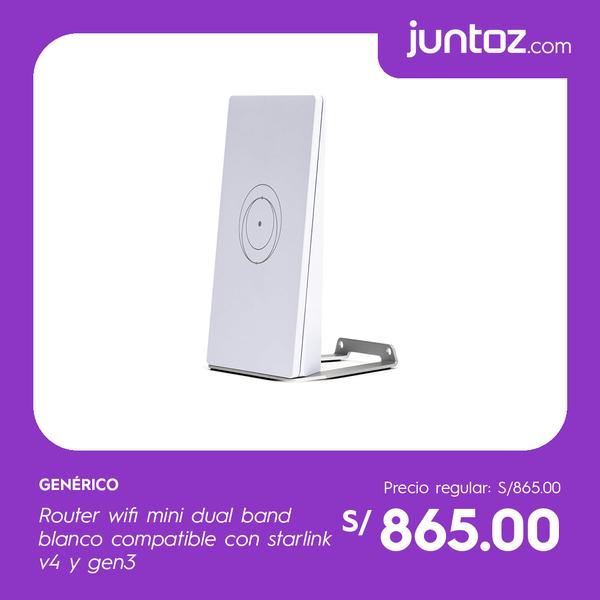 juntoz.com
GENÉRICO
Router wifi mini dual band
blanco compatible con starlink
v4 y gen3
Precio regular: S/865.00
S/ 865.00